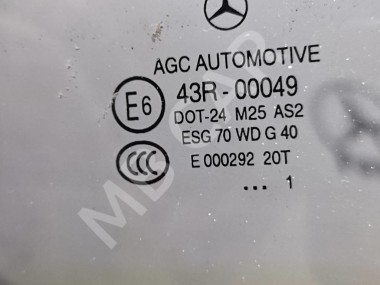 AGC AUTOMOTIVE
E6 43R-00049
DOT-24 M25 AS2
ESG 70 WD G 40
CCC E 000292 20T
... 1